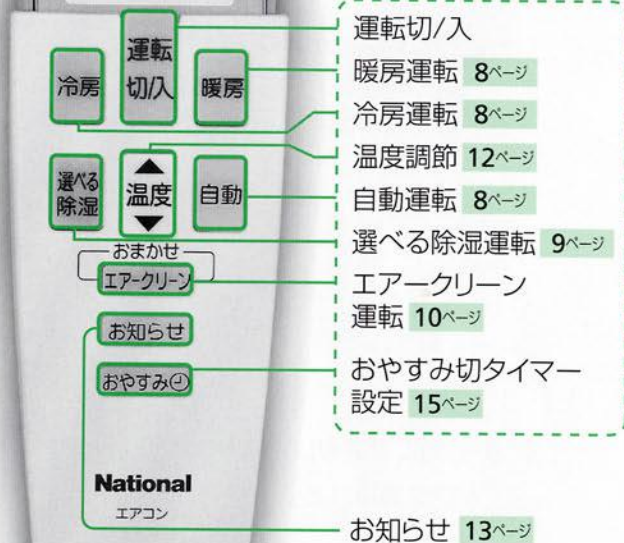 運転
切/入
冷房
暖房
選べる
除湿
温度
自動
おまかせ
エアークリーン
お知らせ
おやすみ
National
エアコン
運転切/入
暖房運転 8ページ
冷房運転 8ページ
温度調節 12ページ
自動運転 8ページ
選べる除湿運転 9ページ
エアークリーン
運転 10ページ
おやすみ切タイマー
設定 15ページ
お知らせ 13ページ